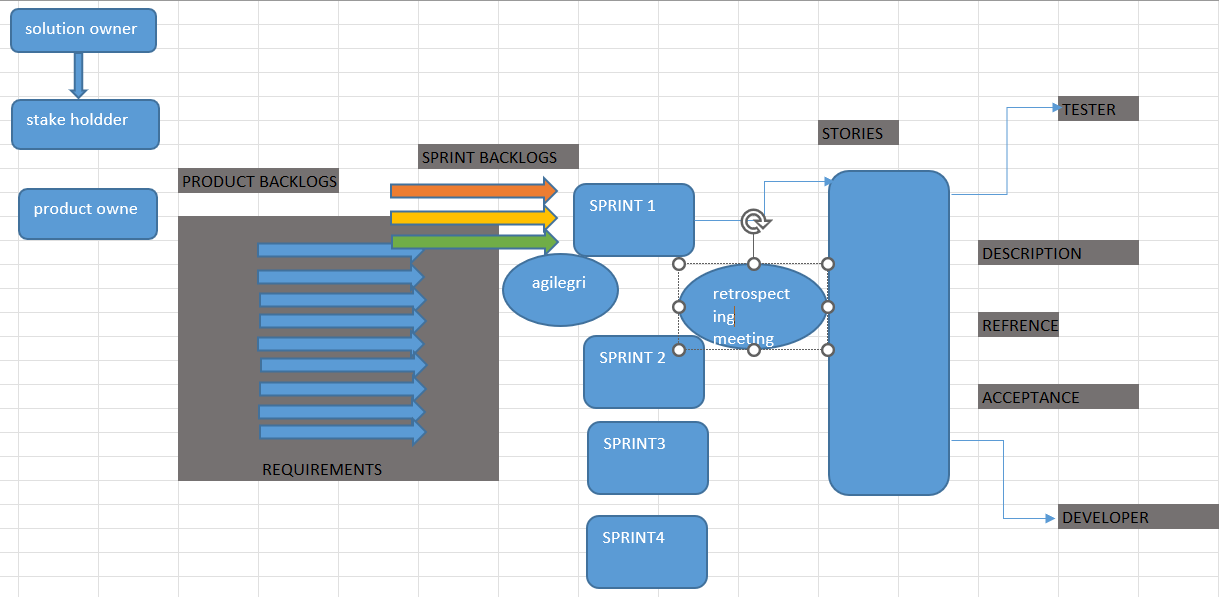 solution owner
stake holdder
product owne
PRODUCT BACKLOGS
REQUIREMENTS
SPRINT BACKLOGS
SPRINT 1
agilegri
SPRINT 2
SPRINT3
SPRINT4
retrospect
ing
meeting
STORIES
TESTER
DESCRIPTION
REFRENCE
ACCEPTANCE
DEVELOPER